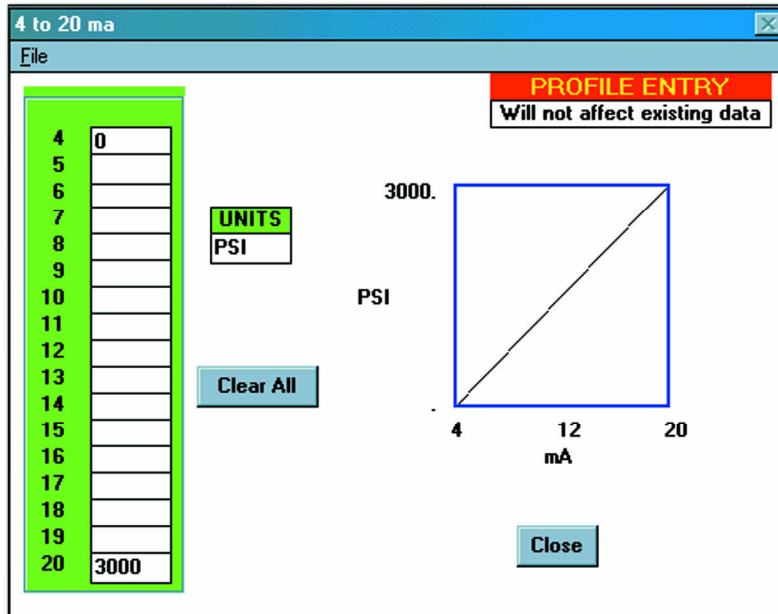 4 to 20 ma
File
PROFILE ENTRY
Will not affect existing data
4 0
5
6
7
8
9
10
11
12
13
14
15
16
17
18
19
20 3000
UNITS
PSI
Clear All
3000.
PSI
.
4 12 20
mA
Close